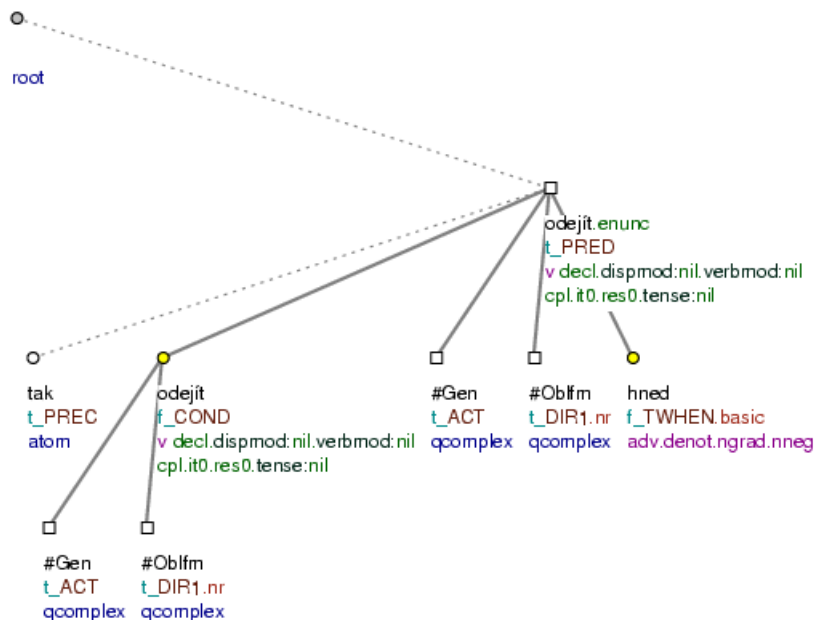 root
odejít.enunc
t_PRED
v decl.dispmod:nil.verbmod:nil
cpl.it0.res0.tense:nil
tak
t_PREC
atom
odejít
f_COND
v decl.dispmod:nil.verbmod:nil
cpl.it0.res0.tense:nil
#Gen
t_ACT
qcomplex
#Oblfm
t_DIR1.nr
qcomplex
hned
f_TWHEN.basic
adv.denot.ngrad.nneg
#Gen
t_ACT
qcomplex
#Oblfm
t_DIR1.nr
qcomplex